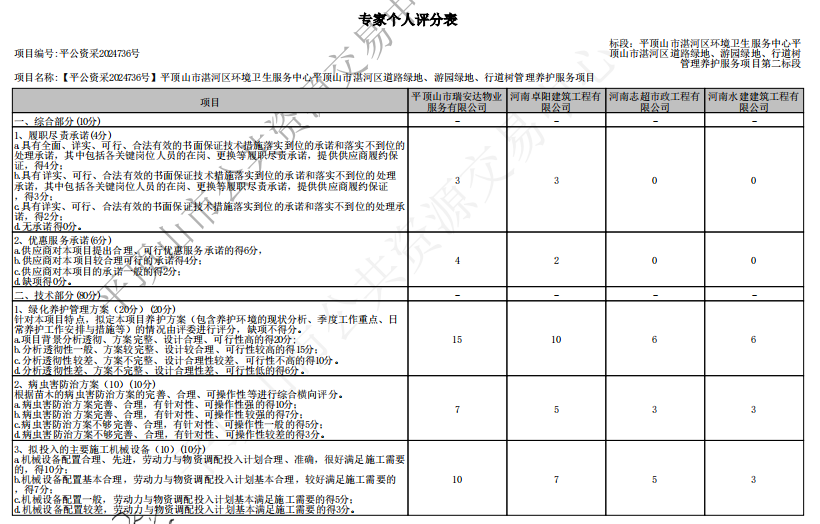 专家个人评分表
项目编号:平公资采2024736号
标段: 平顶山市湛河区环境卫生服务中心平
顶山市湛河区道路绿地、游园绿地、行道树
管理养护服务项目第二标段
项目名称:【平公资采2024736号】平顶山市湛河区环境卫生服务中心平顶山市湛河区道路绿地、游园绿地、行道树管理养护服务项目
项目 平顶山市瑞安达物业服务有限公司 河南卓阳建筑工程有限公司 河南志超市政工程有限公司 河南水建建筑工程有限公司
一、综合部分(10分) - - - -
1、履职尽责承诺(4分)
a.具有全面、详实、可行、合法有效的书面保证技术措施落实到位的承诺和落实不到位的
处理承诺,其中包括各关键岗位人员的在岗、更换等履职尽责承诺,提供供应商履约保
证,得4分;
b.具有详实、可行、合法有效的书面保证技术措施落实到位的承诺和落实不到位的处理
承诺,其中包括各关键岗位人员的在岗、更换等履职尽责承诺,提供供应商履约保证
,得3分;
c.具有详实、可行、合法有效的书面保证技术措施落实到位的承诺和落实不到位的处理承
诺,得2分;
d.无承诺得0分。
3 3 0 0
2、优惠服务承诺(6分)
a.供应商对本项目提出合理、可行优惠服务承诺的得6分,
b.供应商对本项目较合理可行的承诺得4分;
c.供应商对本项目的承诺一般的得2分;
d.缺项得0分。
4 2 0 0
二、技术部分(80分) - - - -
1、绿化养护管理方案(20分)(20分)
针对本项目特点,拟定本项目养护方案(包含养护环境的现状分析、季度工作重点、日
常养护工作安排与措施等)的情况由评委进行评分,缺项不得分。
a.项目背景分析透彻、方案完整、设计合理、可行性高的得20分;
b.分析透彻性一般、方案较完整、设计较合理、可行性较高的得15分;
c.分析透彻性较差、方案不完整、设计合理性较差、可行性不高的得10分。
d.分析透彻性差、方案不完整、设计合理性差、可行性低的得6分。
15 10 6 6
2、病虫害防治方案(10)(10分)
根据苗木的病虫害防治方案的完善、合理、可操作性等进行综合横向评分。
a.病虫害防治方案完善、合理,有针对性、可操作性强的得10分;
b.病虫害防治方案完善、合理,有针对性、可操作性较强的得7分;
c.病虫害防治方案不够完善、合理,有针对性、可操作性一般的得5分;
d.病虫害防治方案不够完善、合理,有针对性、可操作性较差的得3分。
7 5 3 3
3、拟投入的主要施工机械设备(10)(10分)
a.机械设备配置合理、先进,劳动力与物资调配投入计划合理、准确,很好满足施工需要
的,得10分;
b.机械设备配置基本合理,劳动力与物资调配投入计划基本合理,较好满足施工需要的
,得7分;
c.机械设备配置一般,劳动力与物资调配投入计划基本满足施工需要的得5分;
d.机械设备配置较差,劳动力与物资调配投入计划基本满足施工需要的得3分。
10 7 5 3
平顶山市公共资源交易中心